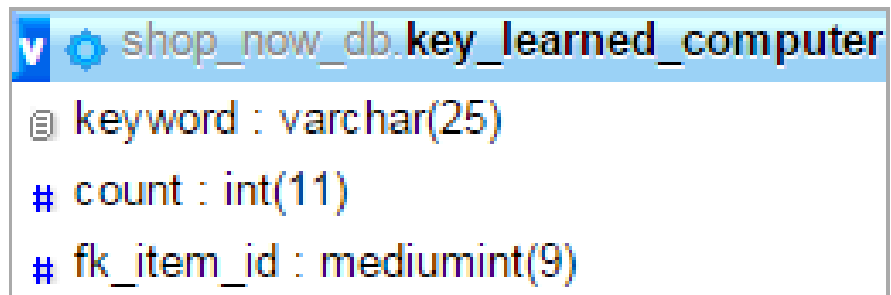 v shop_now_db.key_learned_computer
keyword : varchar(25)
# count : int(11)
# fk_item_id : mediumint(9)